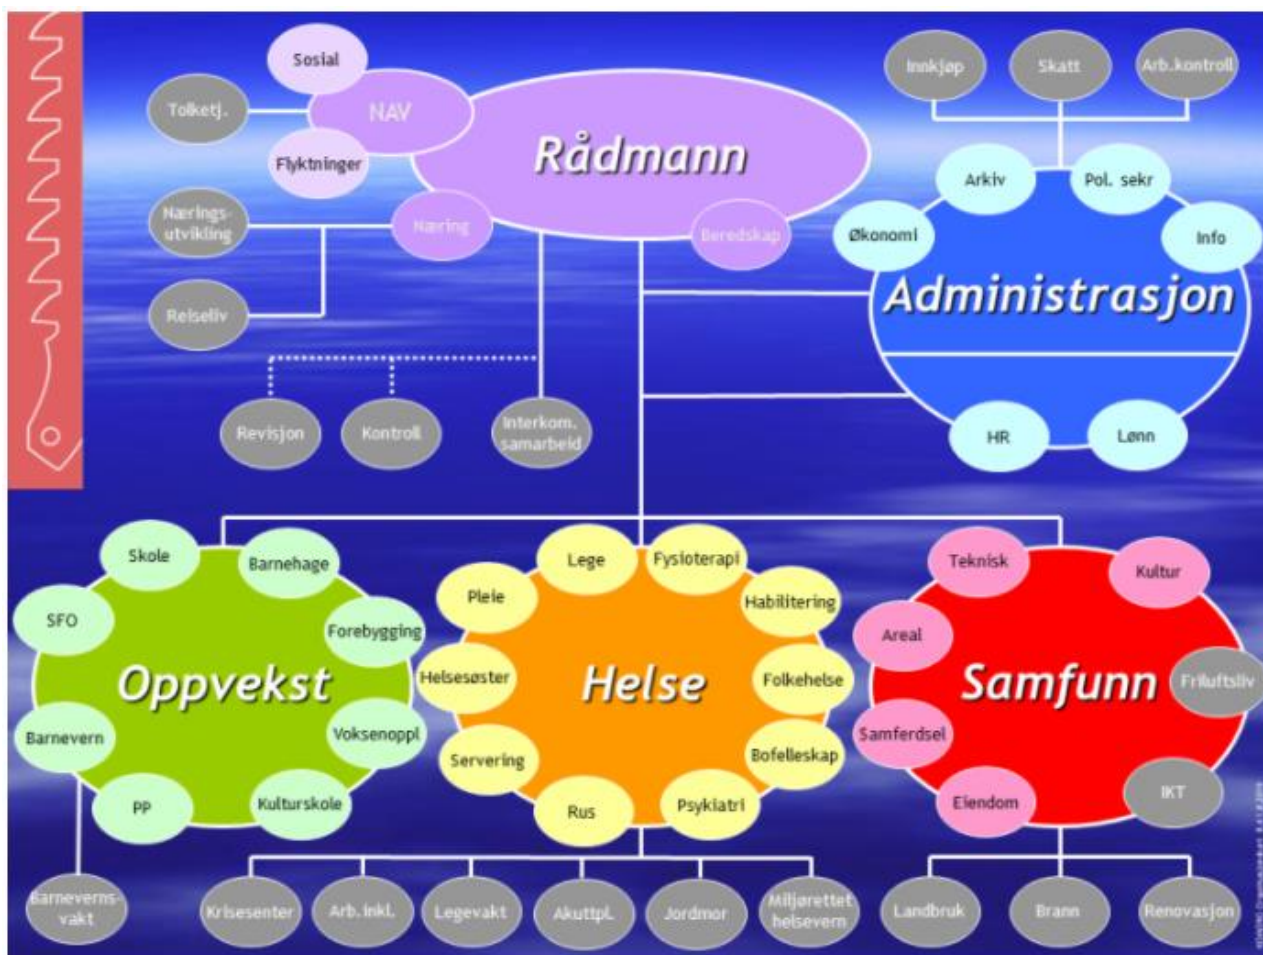 Sosial
NAV
Tolketj.
Flyktninger
Rådmann
Nærings-
utvikling
Næring
Beredskap
Reiseliv
Revisjon
Kontroll
Interkom.
samarbeid
Innkjøp
Skatt
Arb.kontroll
Arkiv
Pol. sekr
Økonomi
Info
Administrasjon
HR
Lønn
Skole
Barnehage
SFO
Forebygging
Oppvekst
Barnevern
Voksenoppl
PP
Kulturskole
Barneverns-
vakt
Lege
Fysioterapi
Pleie
Habilitering
Helsesøster
Helse
Folkehelse
Servering
Bofelleskap
Rus
Psykiatri
Krisesenter
Arb.inkl.
Legevakt
Akuttpl.
Jordmor
Miljørettet
helsevern
Teknisk
Kultur
Areal
Samfunn
Friluftsliv
Samferdsel
Eiendom
IKT
Landbruk
Brann
Renovasjon